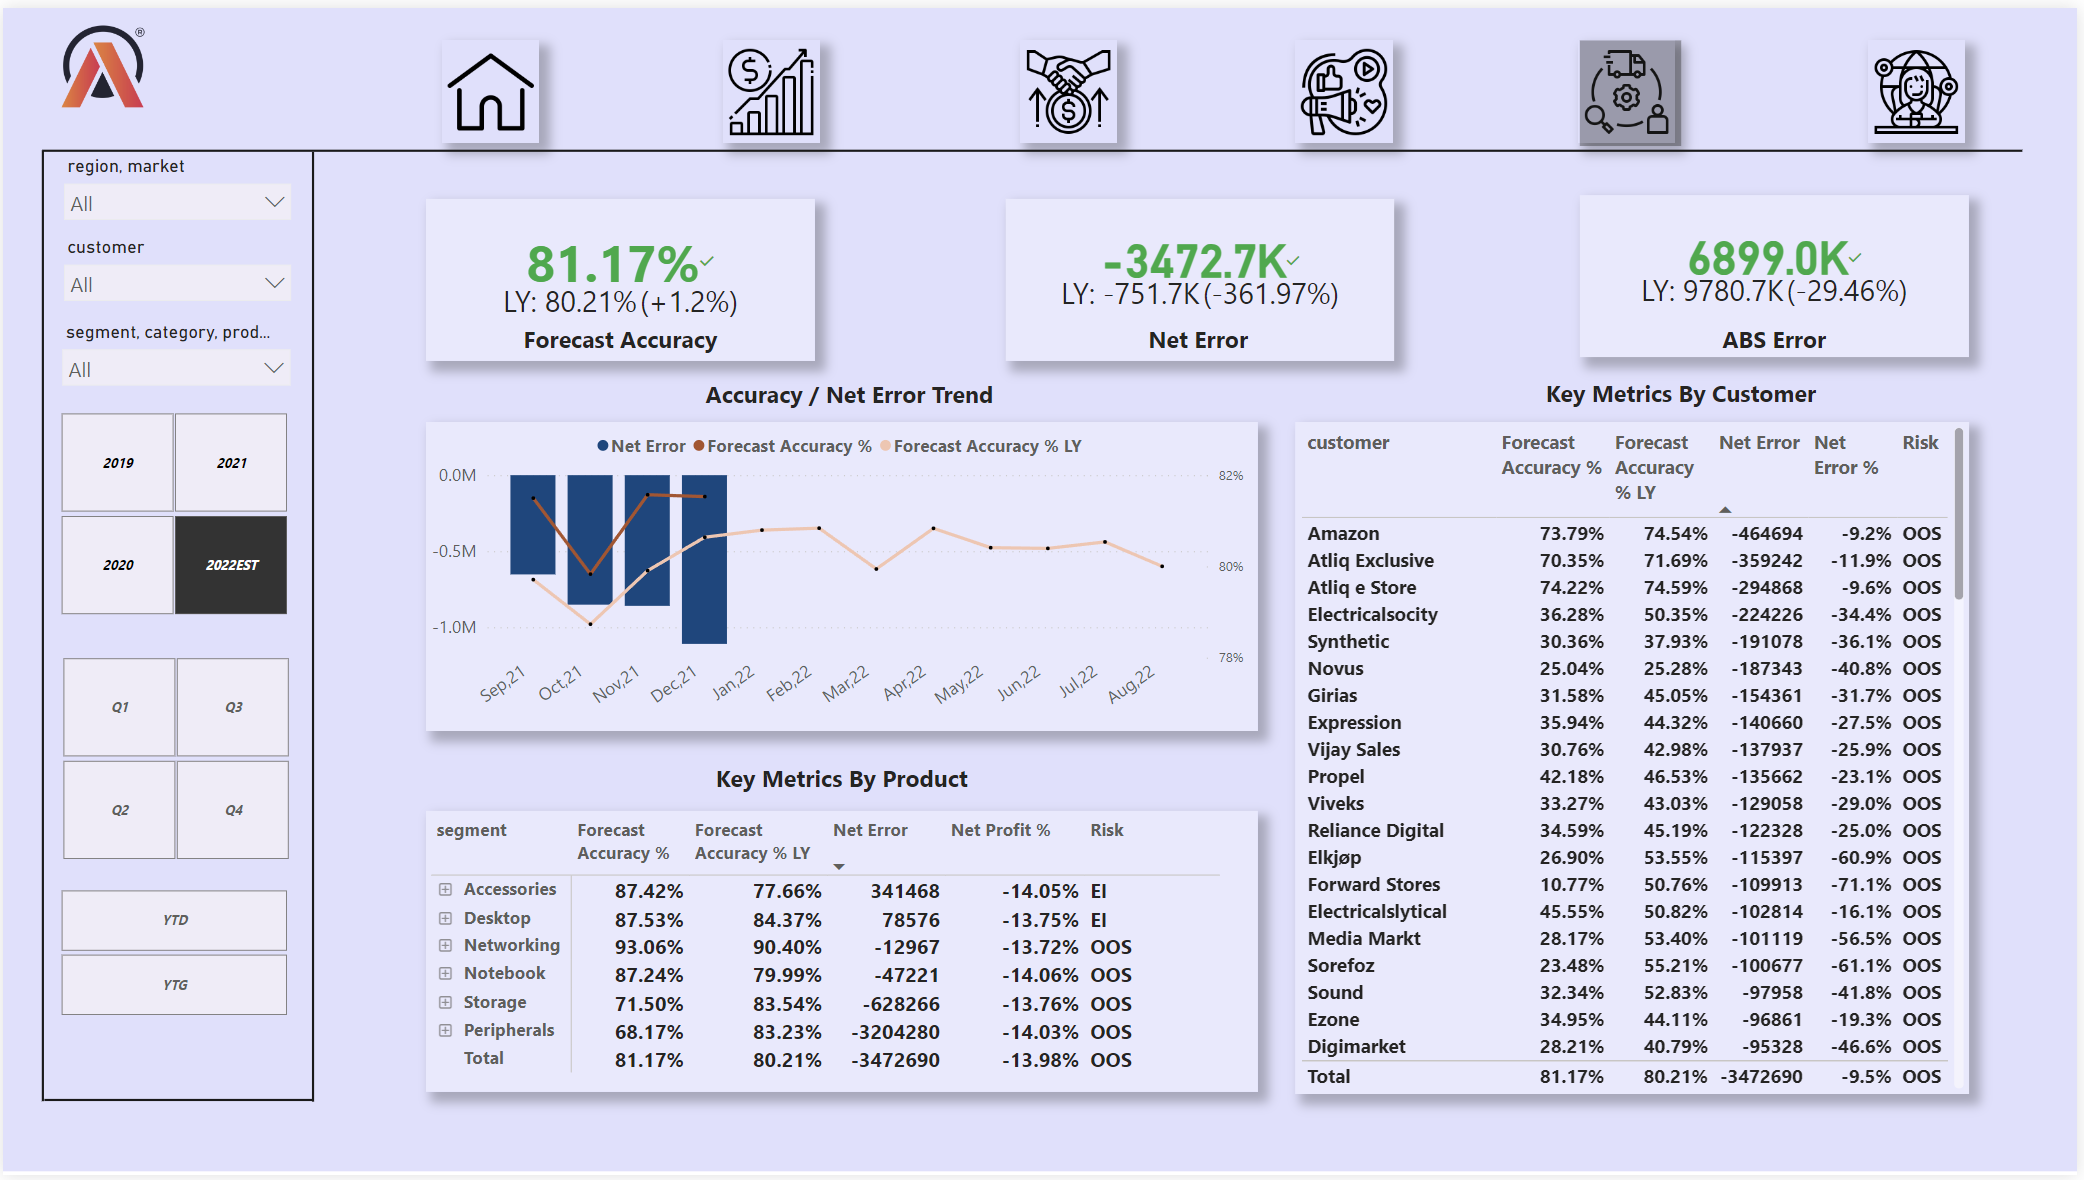 ®
region, market
All
customer
All
segment, category, prod...
All
2019
2021
2020
2022EST
Q1
Q3
Q2
Q4
YTD
YTG
81.17%
LY: 80.21% (+1.2%)
Forecast Accuracy
-3472.7K
LY: -751.7K (-361.97%)
Net Error
6899.0K
LY: 9780.7K (-29.46%)
ABS Error
Accuracy / Net Error Trend
Net Error Forecast Accuracy % Forecast Accuracy % LY
0.0M
-0.5M
-1.0M
82%
80%
78%
Sep,21 Oct,21 Nov,21 Dec,21 Jan,22 Feb,22 Mar,22 Apr,22 May,22 Jun,22 Jul,22 Aug,22
Key Metrics By Product
segment Forecast Accuracy % Forecast Accuracy % LY Net Error Net Profit % Risk
Accessories 87.42% 77.66% 341468 -14.05% EI
Desktop 87.53% 84.37% 78576 -13.75% EI
Networking 93.06% 90.40% -12967 -13.72% OOS
Notebook 87.24% 79.99% -47221 -14.06% OOS
Storage 71.50% 83.54% -628266 -13.76% OOS
Peripherals 68.17% 83.23% -3204280 -14.03% OOS
Total 81.17% 80.21% -3472690 -13.98% OOS
Key Metrics By Customer
customer Forecast Accuracy % Forecast Accuracy % LY Net Error Net Error % Risk
Amazon 73.79% 74.54% -464694 -9.2% OOS
Atliq Exclusive 70.35% 71.69% -359242 -11.9% OOS
Atliq e Store 74.22% 74.59% -294868 -9.6% OOS
Electricalsocity 36.28% 50.35% -224226 -34.4% OOS
Synthetic 30.36% 37.93% -191078 -36.1% OOS
Novus 25.04% 25.28% -187343 -40.8% OOS
Girias 31.58% 45.05% -154361 -31.7% OOS
Expression 35.94% 44.32% -140660 -27.5% OOS
Vijay Sales 30.76% 42.98% -137937 -25.9% OOS
Propel 42.18% 46.53% -135662 -23.1% OOS
Viveks 33.27% 43.03% -129058 -29.0% OOS
Reliance Digital 34.59% 45.19% -122328 -25.0% OOS
Elkjøp 26.90% 53.55% -115397 -60.9% OOS
Forward Stores 10.77% 50.76% -109913 -71.1% OOS
Electricalslytical 45.55% 50.82% -102814 -16.1% OOS
Media Markt 28.17% 53.40% -101119 -56.5% OOS
Sorefoz 23.48% 55.21% -100677 -61.1% OOS
Sound 32.34% 52.83% -97958 -41.8% OOS
Ezone 34.95% 44.11% -96861 -19.3% OOS
Digimarket 28.21% 40.79% -95328 -46.6% OOS
Total 81.17% 80.21% -3472690 -9.5% OOS